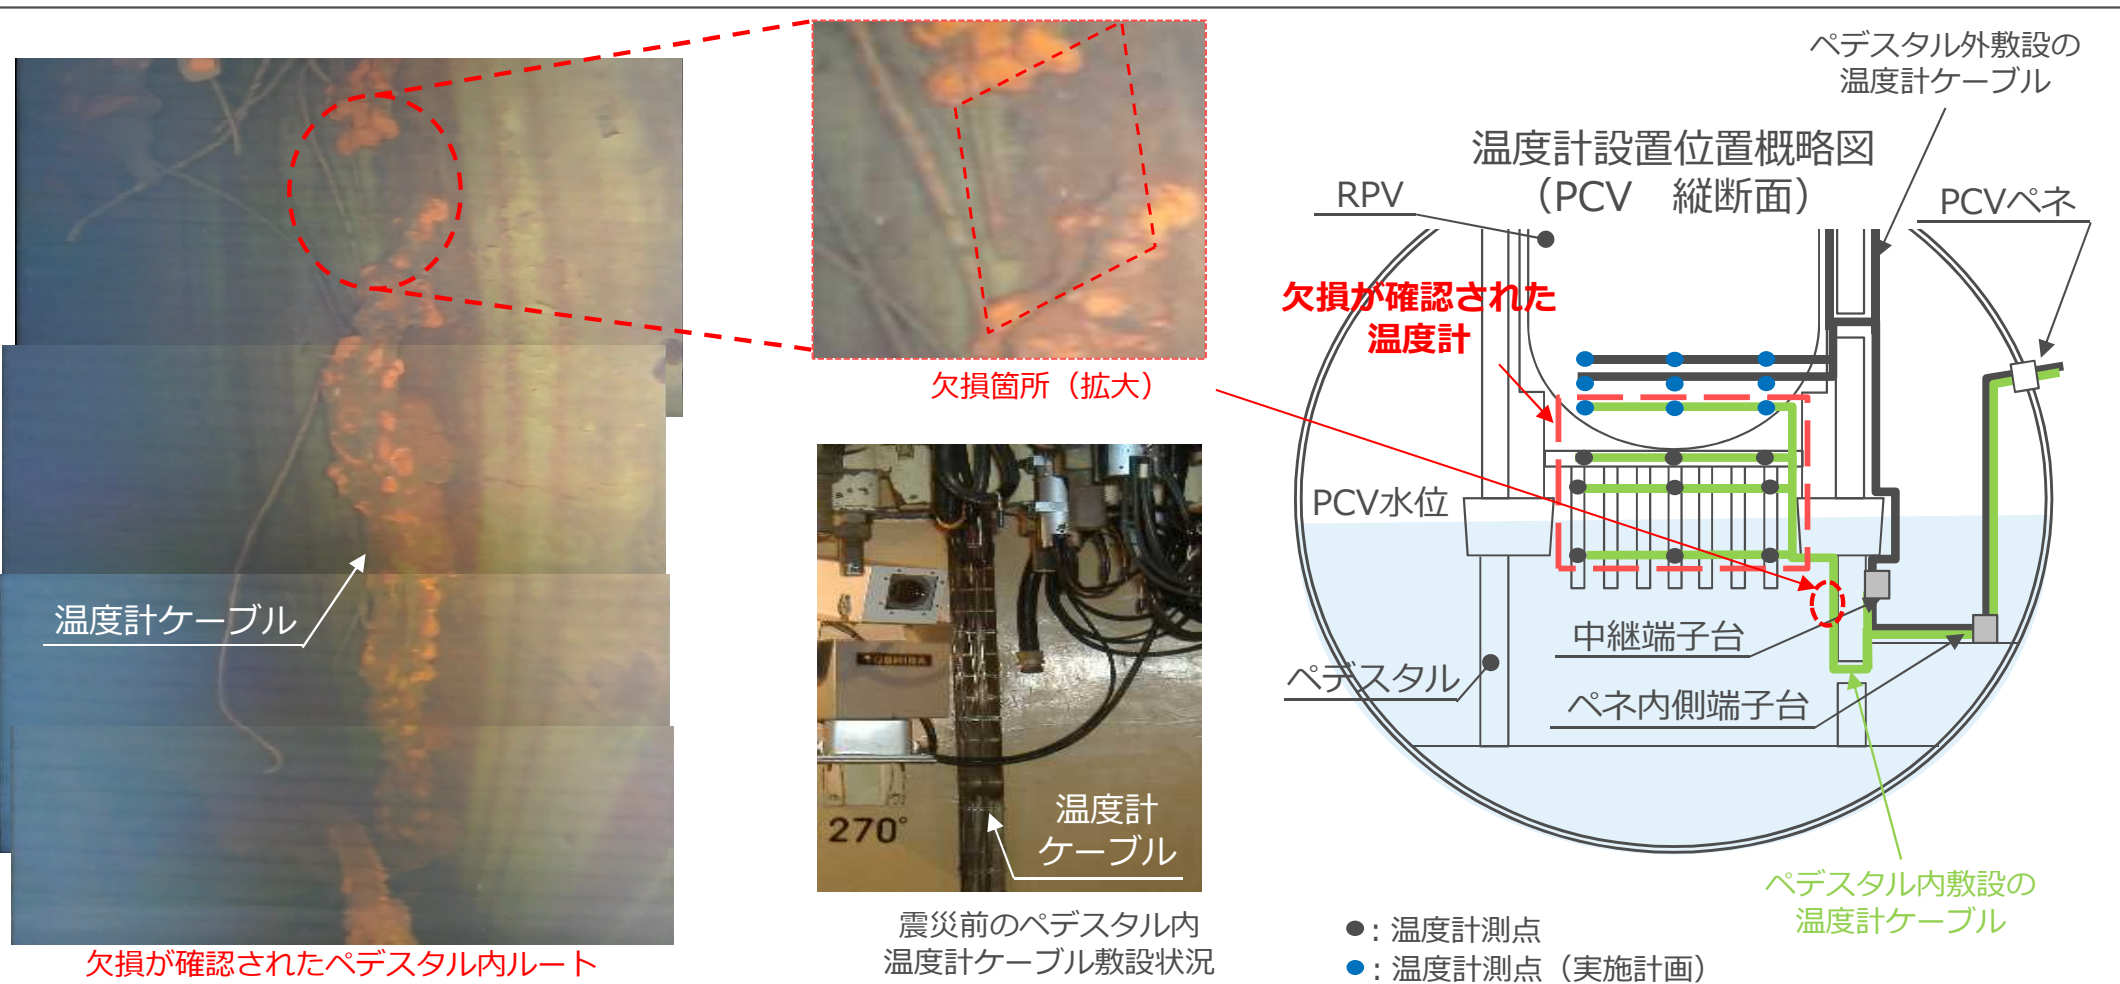 ペデスタル外敷設の
温度計ケーブル
温度計設置位置概略図
（PCV　縦断面）
RPV
PCVペネ
欠損が確認された
温度計
欠損箇所（拡大）
PCV水位
温度計ケーブル
TOSHIBA
中継端子台
ペデスタル
ペネ内側端子台
温度計
ケーブル
270°
ペデスタル内敷設の
温度計ケーブル
震災前のペデスタル内
温度計ケーブル敷設状況
●：温度計測点
●：温度計測点（実施計画）
欠損が確認されたペデスタル内ルート